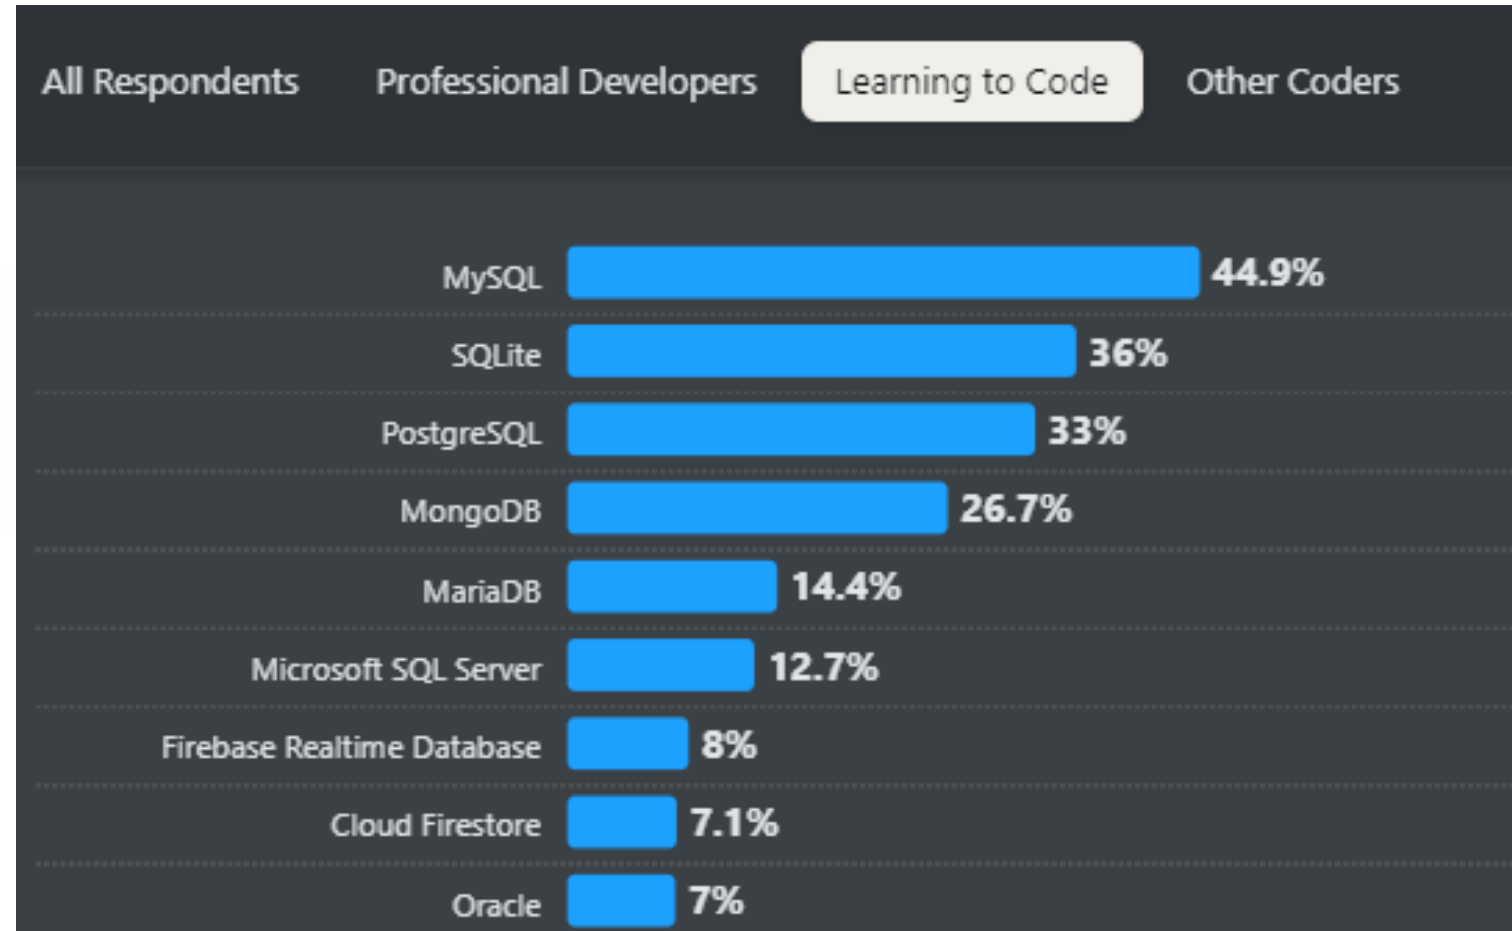 All Respondents Professional Developers Learning to Code Other Coders
MySQL 44.9%
SQLite 36%
PostgreSQL 33%
MongoDB 26.7%
MariaDB 14.4%
Microsoft SQL Server 12.7%
Firebase Realtime Database 8%
Cloud Firestore 7.1%
Oracle 7%